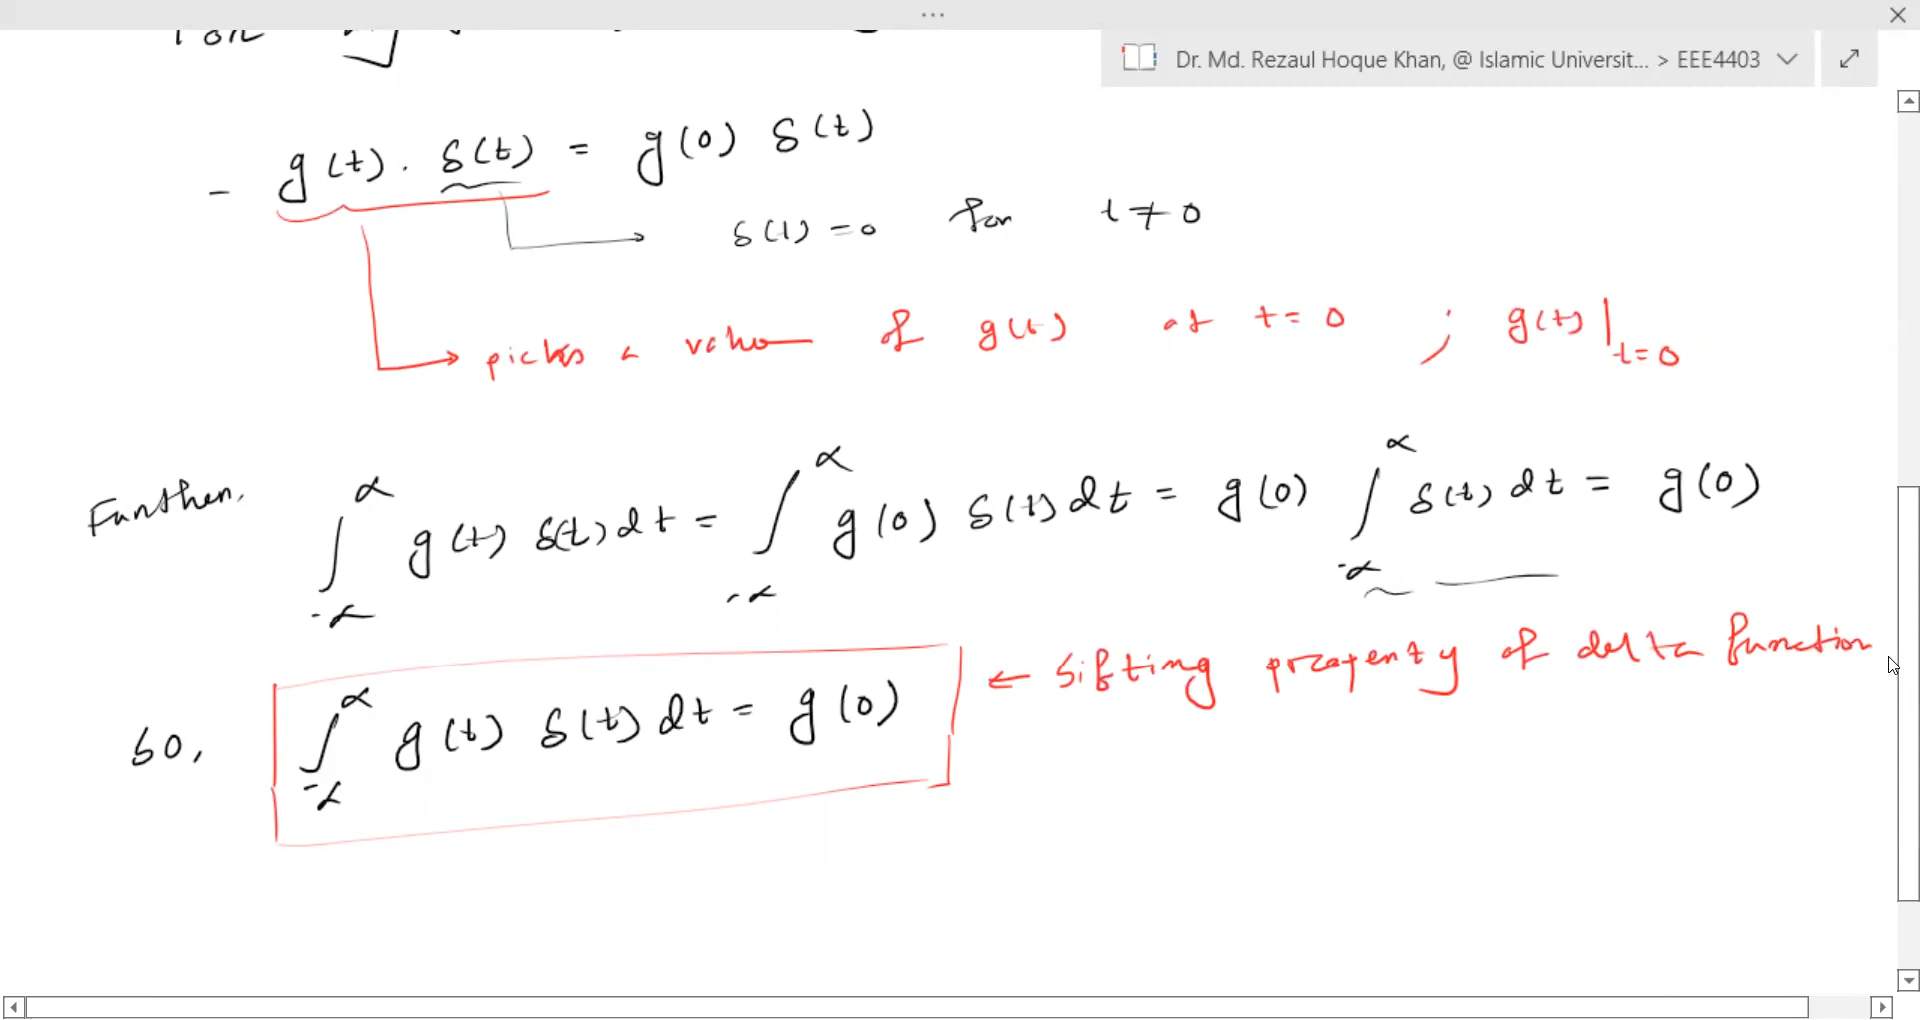 Dr. Md. Rezaul Hoque Khan, @ Islamic Universit... > EEE4403
- g(t) . δ(t) = g(0) δ(t)
δ(t) = 0 for t ≠ 0
picks a value of g(t) at t = 0 ; g(t)|t=0
Further, ∫-∝^∝ g(t) δ(t) dt = ∫-∝^∝ g(0) δ(t) dt = g(0) ∫-∝^∝ δ(t) dt = g(0)
So, ∫-∝^∝ g(t) δ(t) dt = g(0) ← Sifting property of delta function